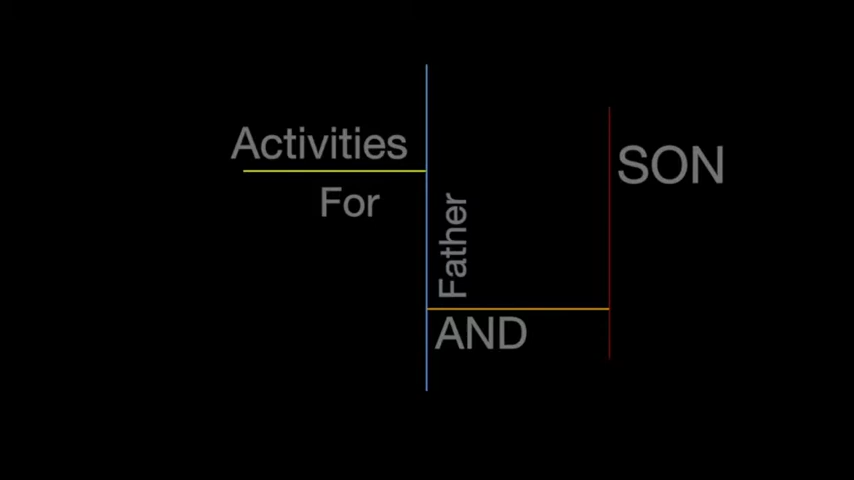 Activities
For
Father
AND
SON